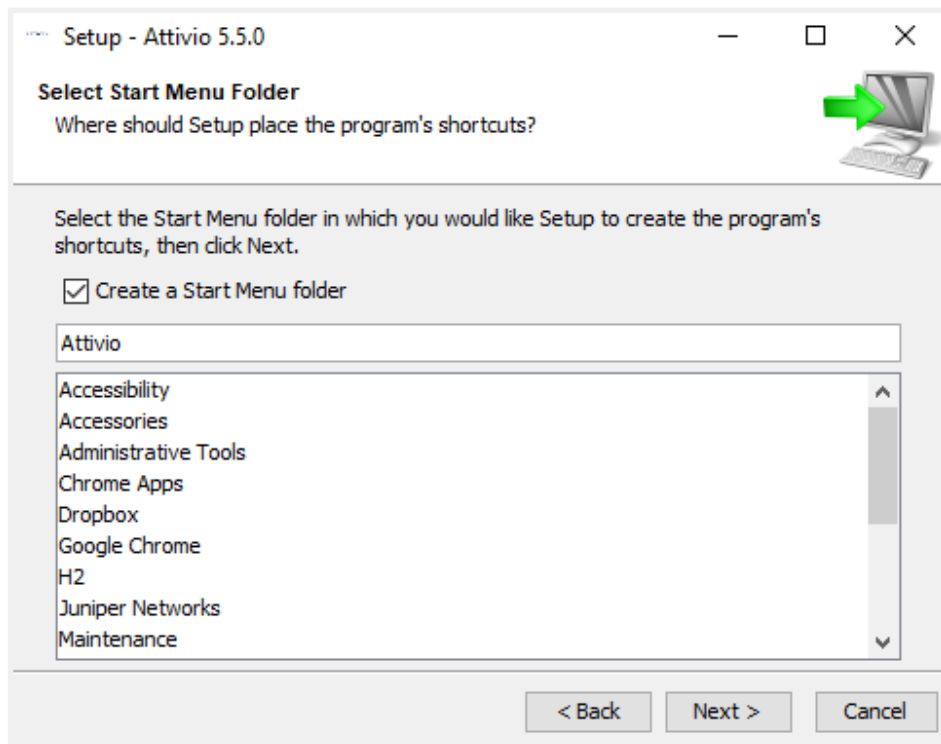 Setup - Attivio 5.5.0
Select Start Menu Folder
Where should Setup place the program's shortcuts?
Select the Start Menu folder in which you would like Setup to create the program's
shortcuts, then click Next.
Create a Start Menu folder
Attivio
Accessibility
Accessories
Administrative Tools
Chrome Apps
Dropbox
Google Chrome
H2
Juniper Networks
Maintenance
< Back Next > Cancel